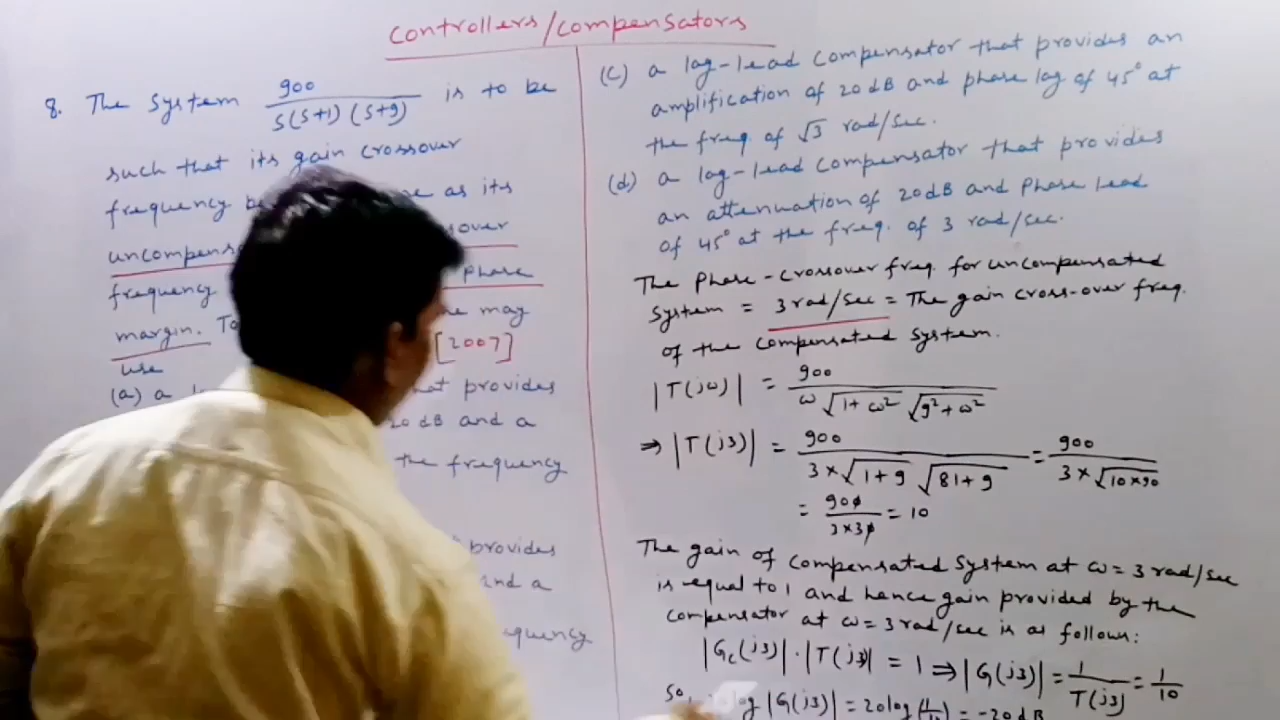 Controllers/Compensators
8. The System 900 / S(S+1)(S+9) is to be
such that its gain crossover
frequency be as its
uncompens
frequency phase
margin. To may
use [2007]
(a) a hat provides
20 dB and a
the frequency
provides
and a
equency
(c) a lag-lead compensator that provides an
amplification of 20 dB and phase lag of 45° at
the freq. of √3 rad/sec.
(d) a lag-lead compensator that provides
an attenuation of 20 dB and Phase lead
of 45° at the freq. of 3 rad/sec.
The Phase-crossover freq. for uncompensated
System = 3 rad/sec = The gain cross-over freq.
of the compensated System.
|T(jω)| = 900 / ω √1+ω² √9²+ω²
⇒ |T(j3)| = 900 / 3×√1+9 √81+9 = 900 / 3×√10×90
= 900 / 3×30 = 10
The gain of compensated System at ω = 3 rad/sec
is equal to 1 and hence gain provided by the
compensator at ω = 3 rad/sec is as follows:
|Gc(j3)| · |T(j3)| = 1 ⇒ |G(j3)| = 1 / T(j3) = 1/10
So, log |G(j3)| = 20 log (1/10) = -20 dB